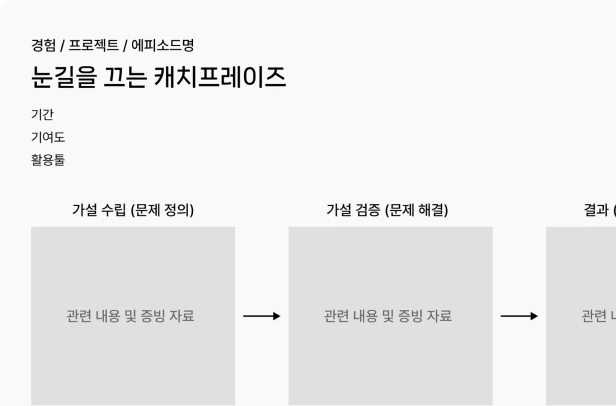 경험 / 프로젝트 / 에피소드명
눈길을 끄는 캐치프레이즈
기간
기여도
활용툴
가설 수립 (문제 정의) 가설 검증 (문제 해결) 결과 (
관련 내용 및 증빙 자료 관련 내용 및 증빙 자료 관련